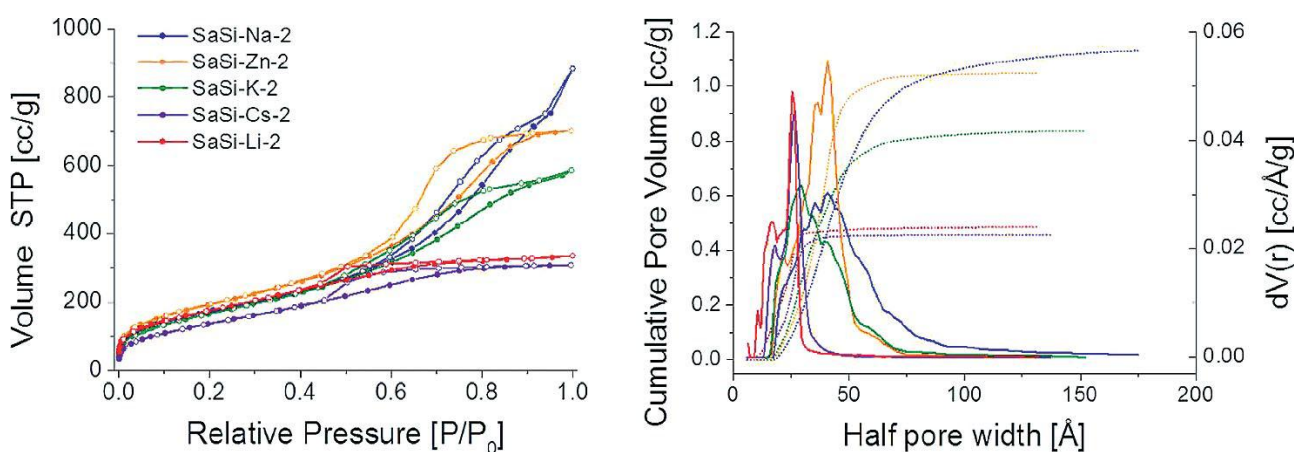 1000
800
600
400
200
0
Volume STP [cc/g]
SaSi-Na-2
SaSi-Zn-2
SaSi-K-2
SaSi-Cs-2
SaSi-Li-2
0.0 0.2 0.4 0.6 0.8 1.0
Relative Pressure [P/P0]
1.2
1.0
0.8
0.6
0.4
0.2
0.0
Cumulative Pore Volume [cc/g]
0 50 100 150 200
Half pore width [Å]
0.06
0.04
0.02
0.00
dV(r) [cc/Å/g]